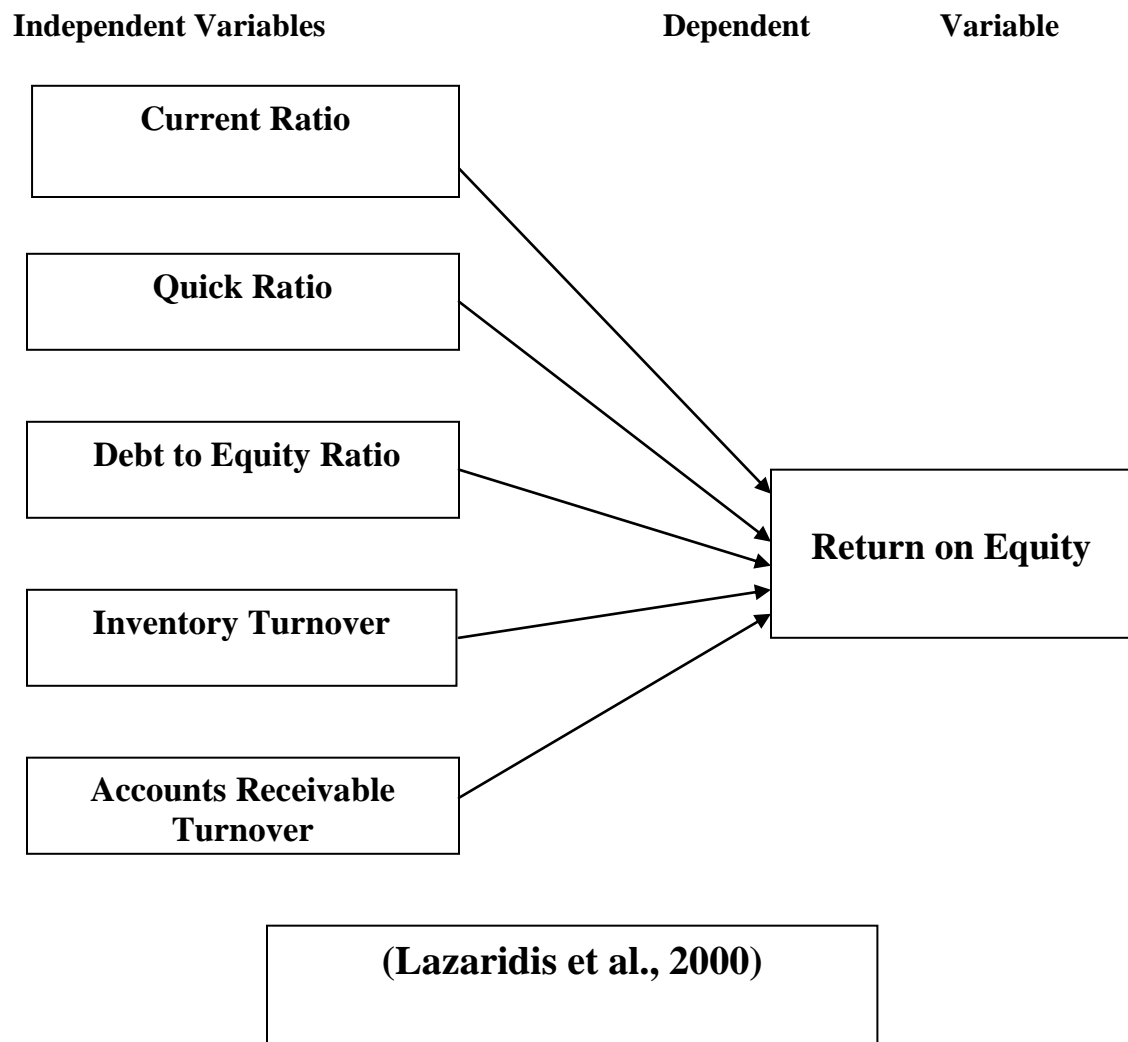 Independent Variables Dependent Variable
Current Ratio
Quick Ratio
Debt to Equity Ratio
Return on Equity
Inventory Turnover
Accounts Receivable
Turnover
(Lazaridis et al., 2000)